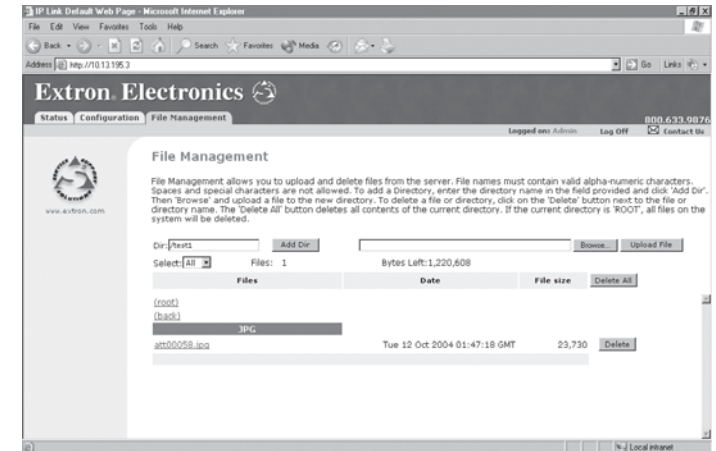 IP Link Default Web Page - Microsoft Internet Explorer
File Edit View Favorites Tools Help
Back Search Favorites Media
Address http://10.13.195.3 Go Links
Extron Electronics
Status Configuration File Management
800.633.9876
Logged on: Admin Log Off Contact Us
Extron Electronics
www.extron.com
File Management
File Management allows you to upload and delete files from the server. File names must contain valid alpha-numeric characters.
Spaces and special characters are not allowed. To add a Directory, enter the directory name in the field provided and click 'Add Dir'.
Then 'Browse' and upload a file to the new directory. To delete a file or directory, click on the 'Delete' button next to the file or
directory name. The 'Delete All' button deletes all contents of the current directory. If the current directory is 'ROOT', all files on the
system will be deleted.
Dir: /test1 Add Dir Browse... Upload File
Select: All Files: 1 Bytes Left:1,220,608
Files Date File size Delete All
(root)
(back)
JPG
att00058.jpg Tue 12 Oct 2004 01:47:18 GMT 23,730 Delete
Local intranet